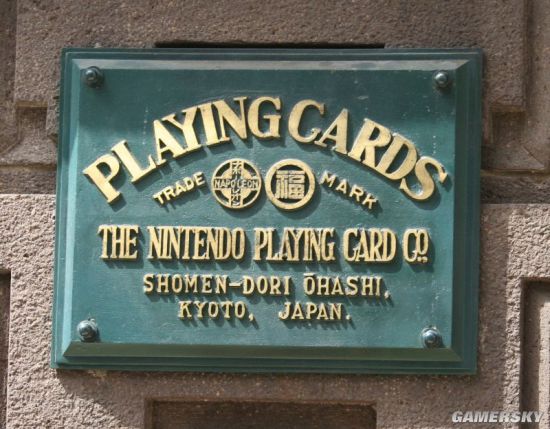 PLAYING CARDS
TRADE NAPOLEON 福 MARK
THE NINTENDO PLAYING CARD CO.
SHOMEN-DORI ŌHASHI,
KYOTO, JAPAN.
GAMERSKY